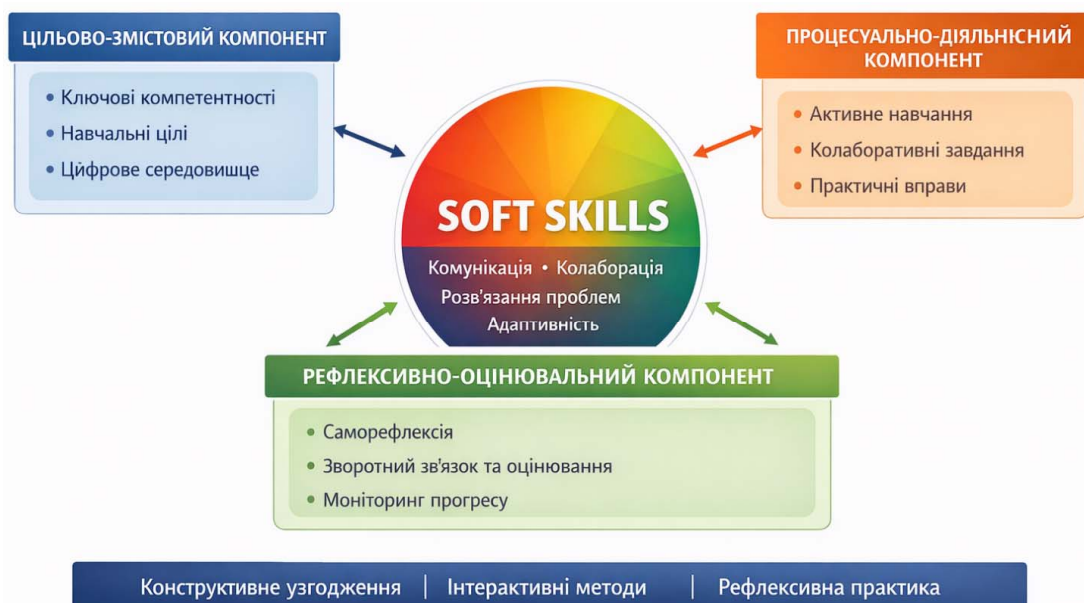 ЦІЛЬОВО-ЗМІСТОВИЙ КОМПОНЕНТ
• Ключові компетентності
• Навчальні цілі
• Цифрове середовищце
ПРОЦЕСУАЛЬНО-ДІЯЛЬНІСНИЙ
КОМПОНЕНТ
• Активне навчання
• Колаборативні завдання
• Практичні вправи
SOFT SKILLS
Комунікація • Колаборація
Розв'язання проблем
Адаптивність
РЕФЛЕКСИВНО-ОЦІНЮВАЛЬНИЙ КОМПОНЕНТ
• Саморефлексія
• Зворотний зв'язок та оцінювання
• Моніторинг прогресу
Конструктивне узгодження | Інтерактивні методи | Рефлексивна практика